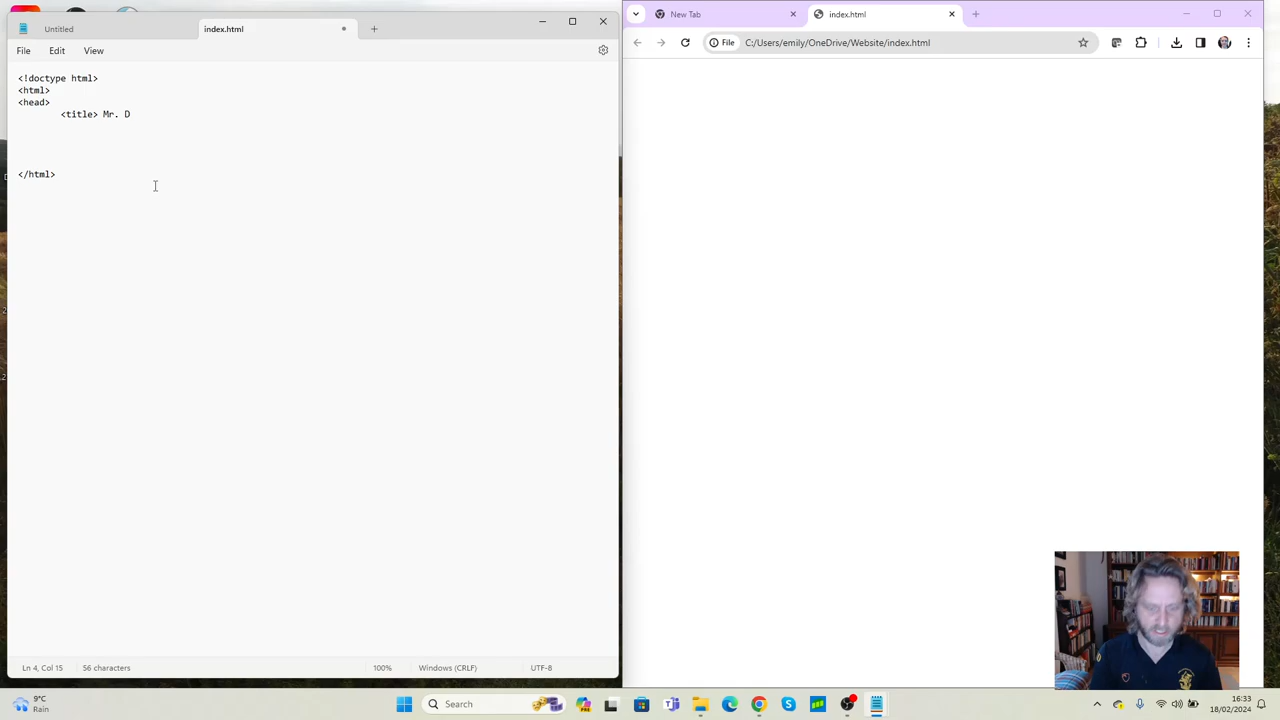 Untitled
index.html
New Tab
index.html
File
Edit
View
File
C:/Users/emily/OneDrive/Website/index.html
<!doctype html>
<html>
<head>
<title> Mr. D
</html>
Ln 4, Col 15
56 characters
100%
Windows (CRLF)
UTF-8
9°C
Rain
Search
16:33
18/02/2024